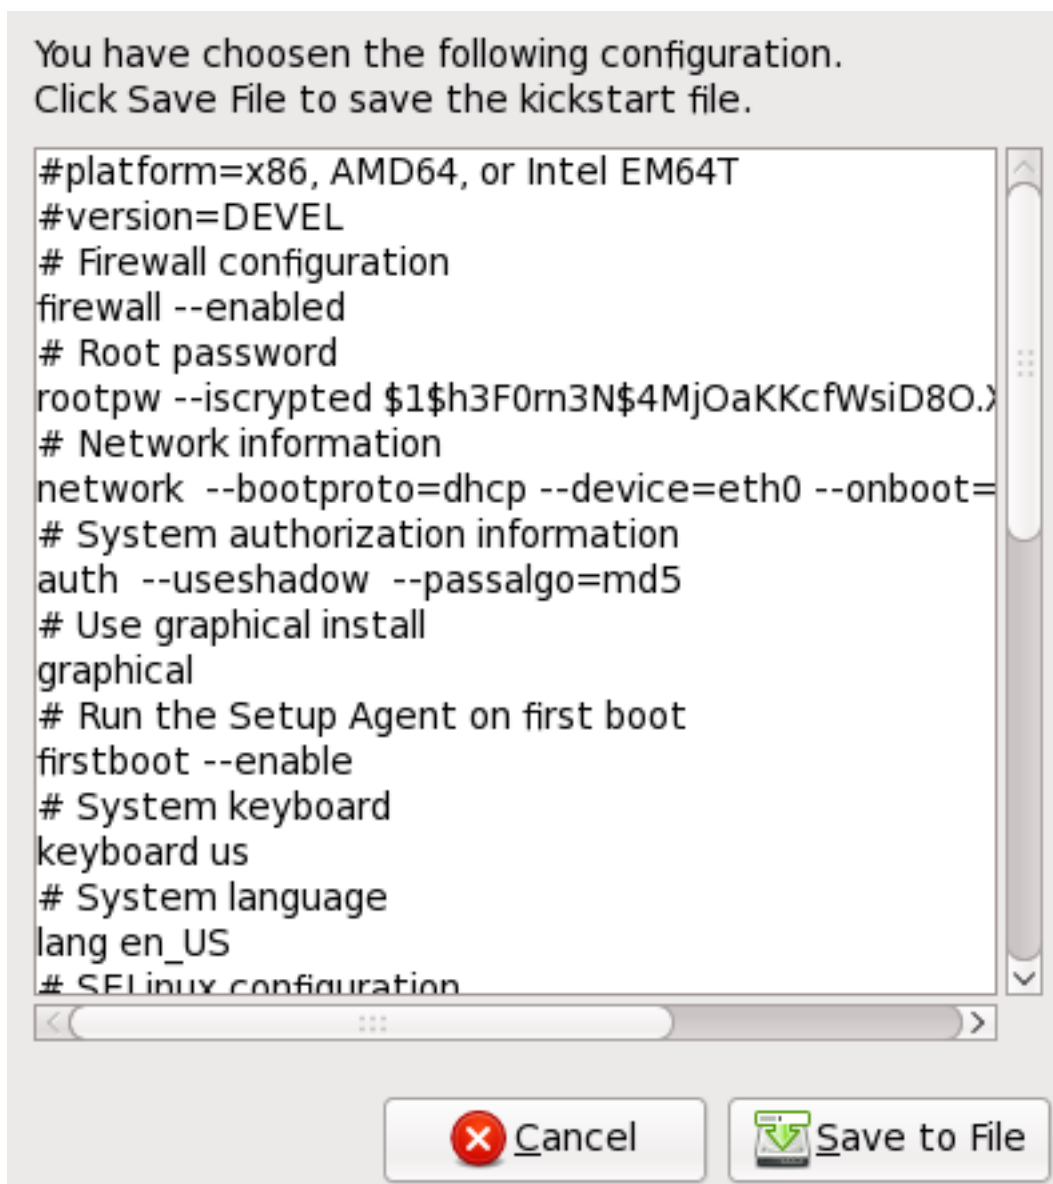 You have choosen the following configuration.
Click Save File to save the kickstart file.
#platform=x86, AMD64, or Intel EM64T
#version=DEVEL
# Firewall configuration
firewall --enabled
# Root password
rootpw --iscrypted $1$h3F0rn3N$4MjOaKKcfWsiD8O.X
# Network information
network  --bootproto=dhcp --device=eth0 --onboot=
# System authorization information
auth  --useshadow  --passalgo=md5
# Use graphical install
graphical
# Run the Setup Agent on first boot
firstboot --enable
# System keyboard
keyboard us
# System language
lang en_US
# SELinux configuration
Cancel
Save to File